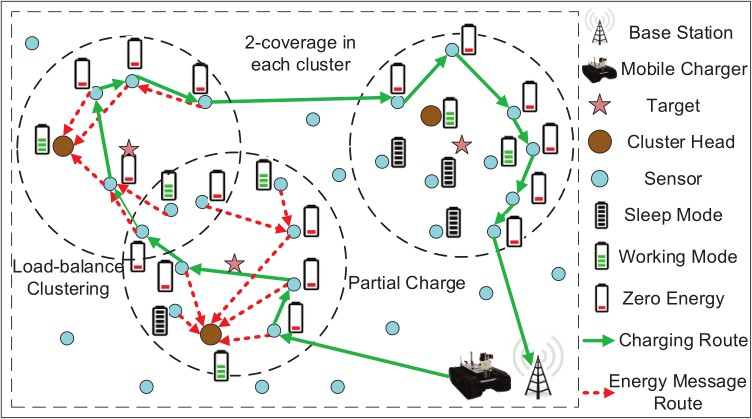 2-coverage in
each cluster
Load-balance
Clustering
Partial Charge
Base Station
Mobile Charger
Target
Cluster Head
Sensor
Sleep Mode
Working Mode
Zero Energy
Charging Route
Energy Message
Route